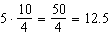 5 · 10/4 = 50/4 = 12.5